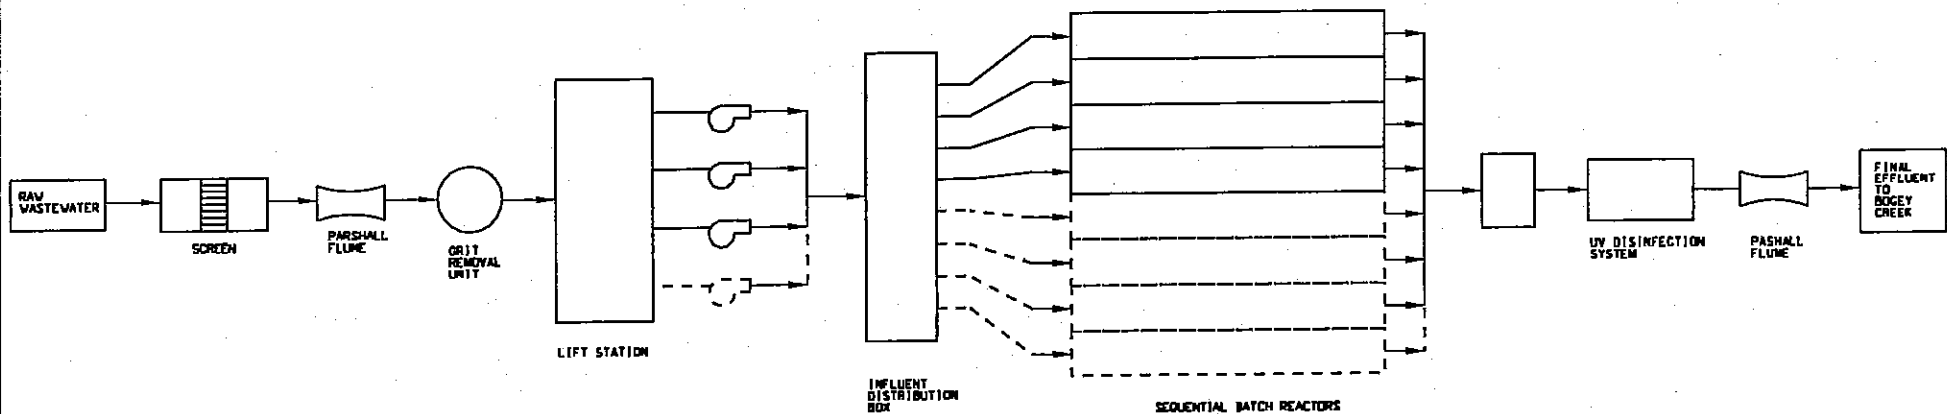 RAW
WASTEWATER
SCREEN
PARSHALL
FLUME
GRIT
REMOVAL
UNIT
LIFT STATION
INFLUENT
DISTRIBUTION
BOX
SEQUENTIAL BATCH REACTORS
UV DISINFECTION
SYSTEM
PASHALL
FLUME
FINAL
EFFLUENT
TO
BOGEY
CREEK